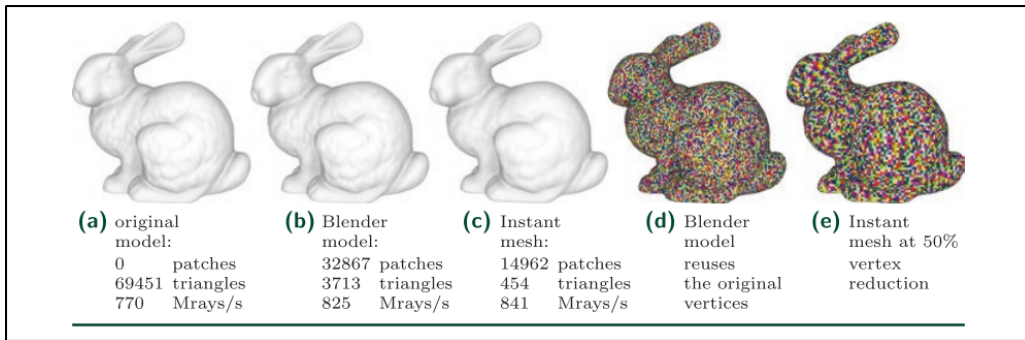 (a) original model:
0 patches
69451 triangles
770 Mrays/s
(b) Blender model:
32867 patches
3713 triangles
825 Mrays/s
(c) Instant mesh:
14962 patches
454 triangles
841 Mrays/s
(d) Blender
model
reuses
the original
vertices
(e) Instant
mesh at 50%
vertex
reduction